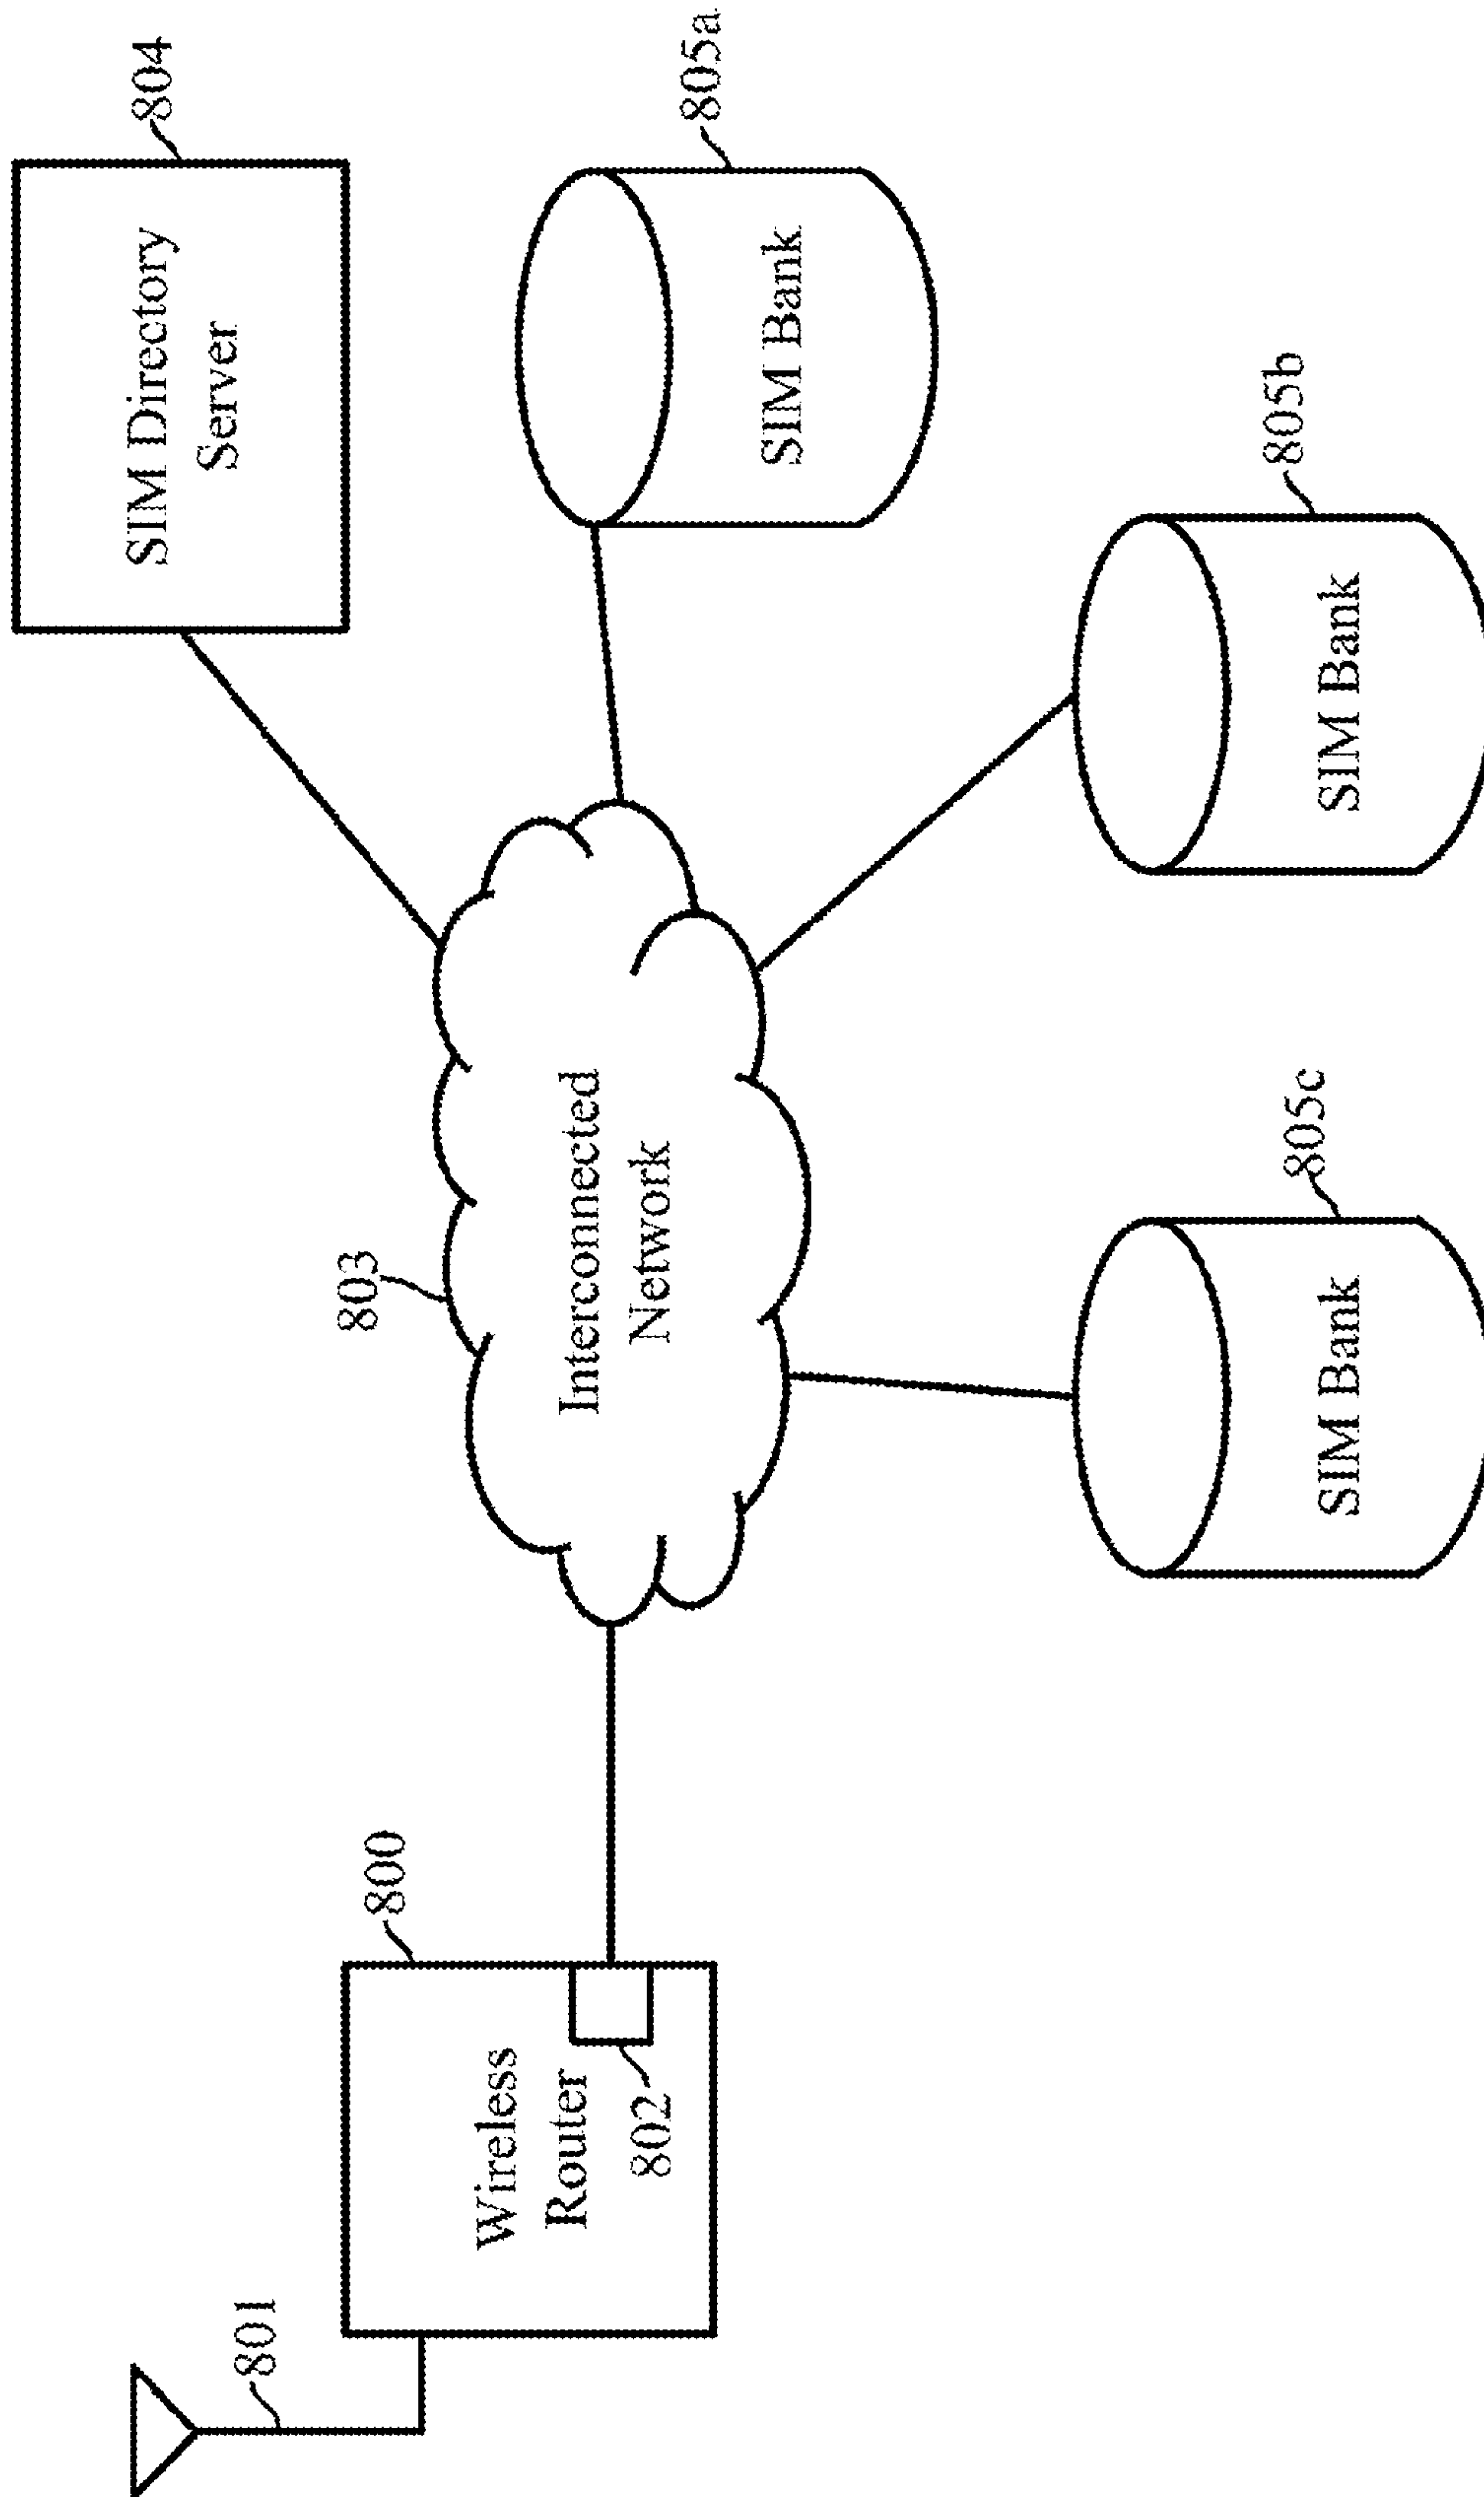 804
SIM Directory
Server
805a
SIM Bank
805b
SIM Bank
805c
SIM Bank
803
Interconnected
Network
800
Wireless
Router
802
801